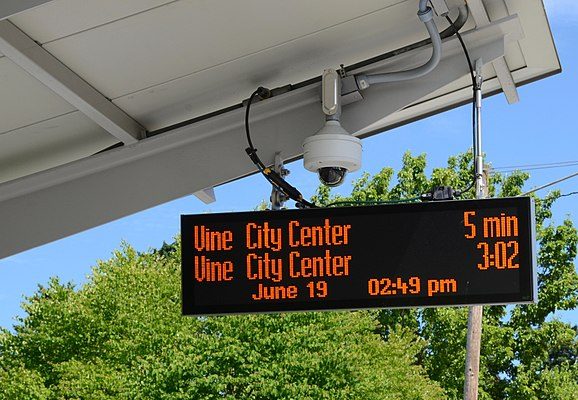 Vine City Center 5 min
Vine City Center 3:02
June 19 02:49 pm